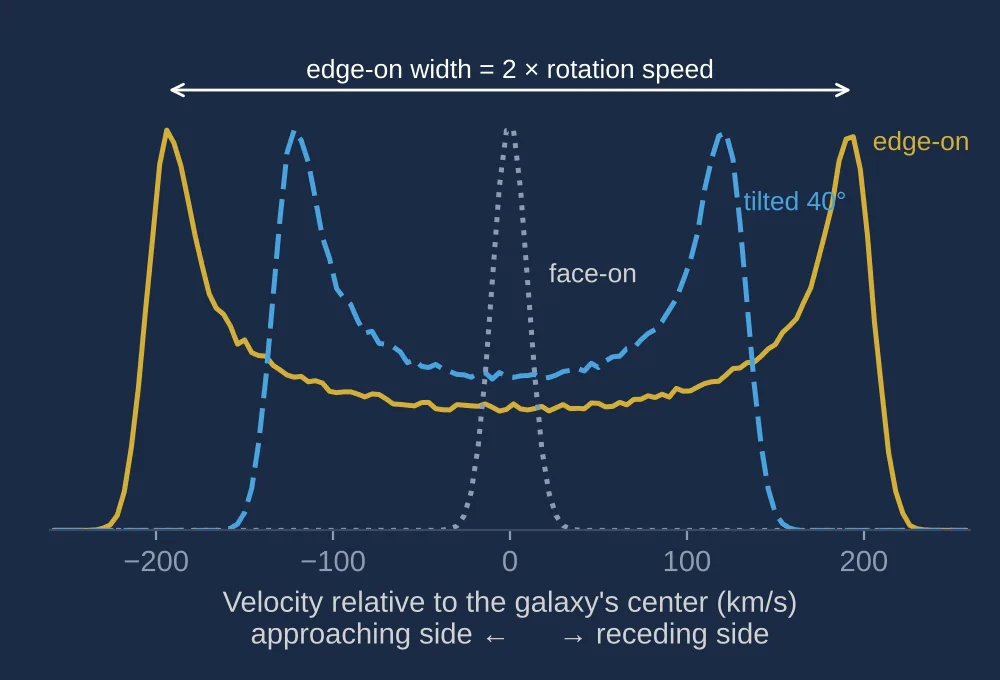 edge-on width = 2 × rotation speed
edge-on
tilted 40°
face-on
−200 −100 0 100 200
Velocity relative to the galaxy's center (km/s)
approaching side ← → receding side